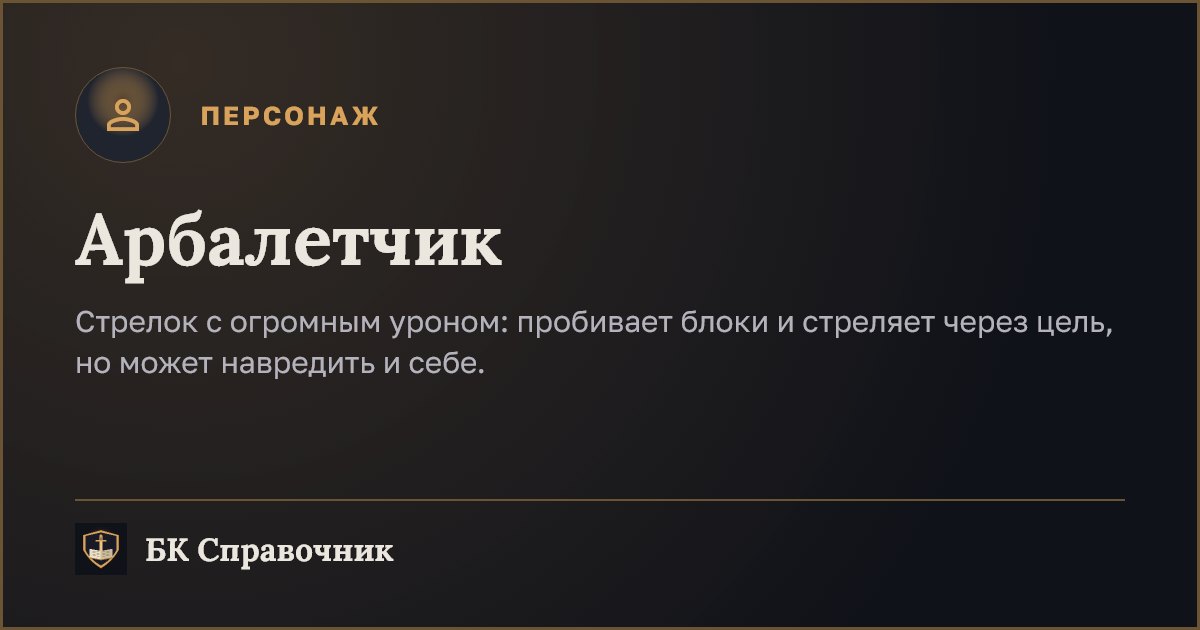 ПЕРСОНАЖ
Арбалетчик
Стрелок с огромным уроном: пробивает блоки и стреляет через цель,
но может навредить и себе.
БК Справочник